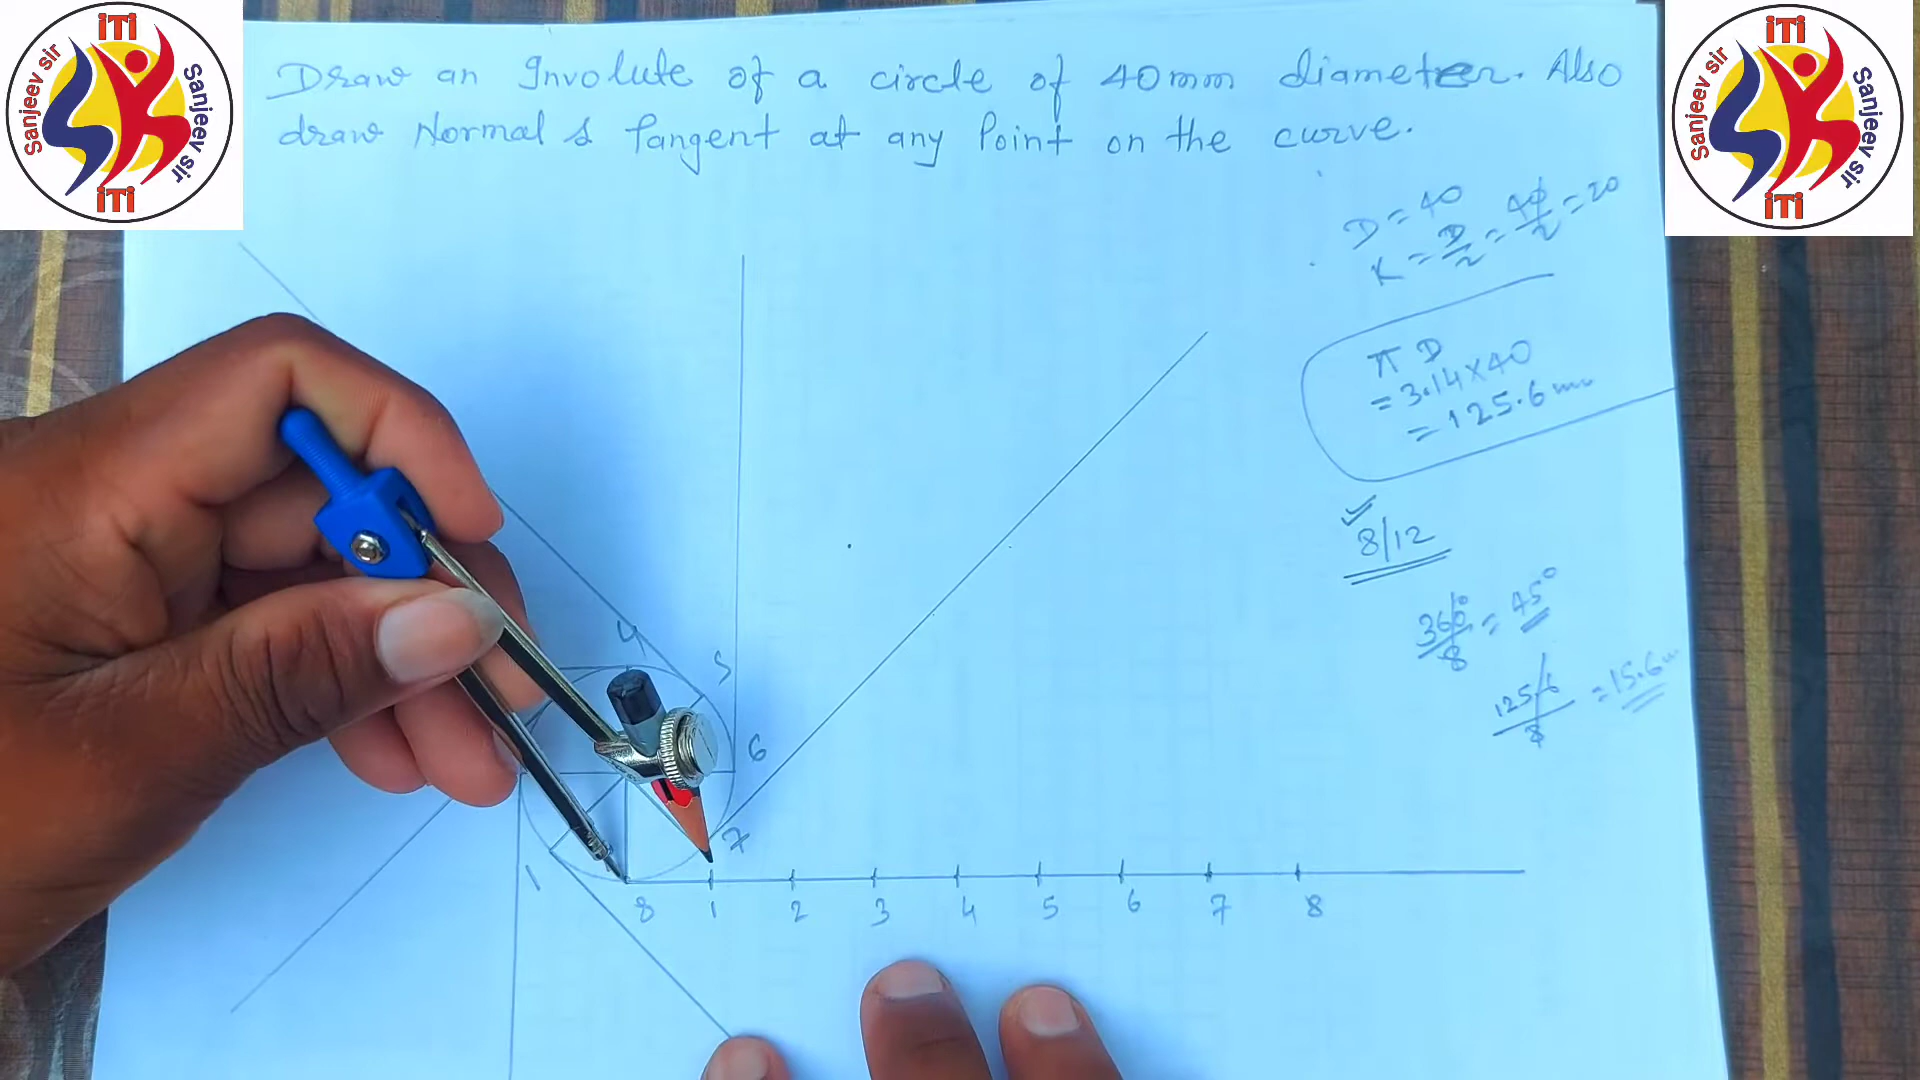 iTi
Sanjeev sir
Sanjeev sir
iTi
iTi
Sanjeev sir
Sanjeev sir
iTi
Draw an Involute of a circle of 40mm diameter. Also
draw Normal & Tangent at any Point on the curve.
D = 40
R = D/2 = 40/2 = 20
π D
= 3.14 x 40
= 125.6 mm
8/12
360°/8 = 45°
125.6/8 = 15.6
4
5
6
7
1
8 1 2 3 4 5 6 7 8